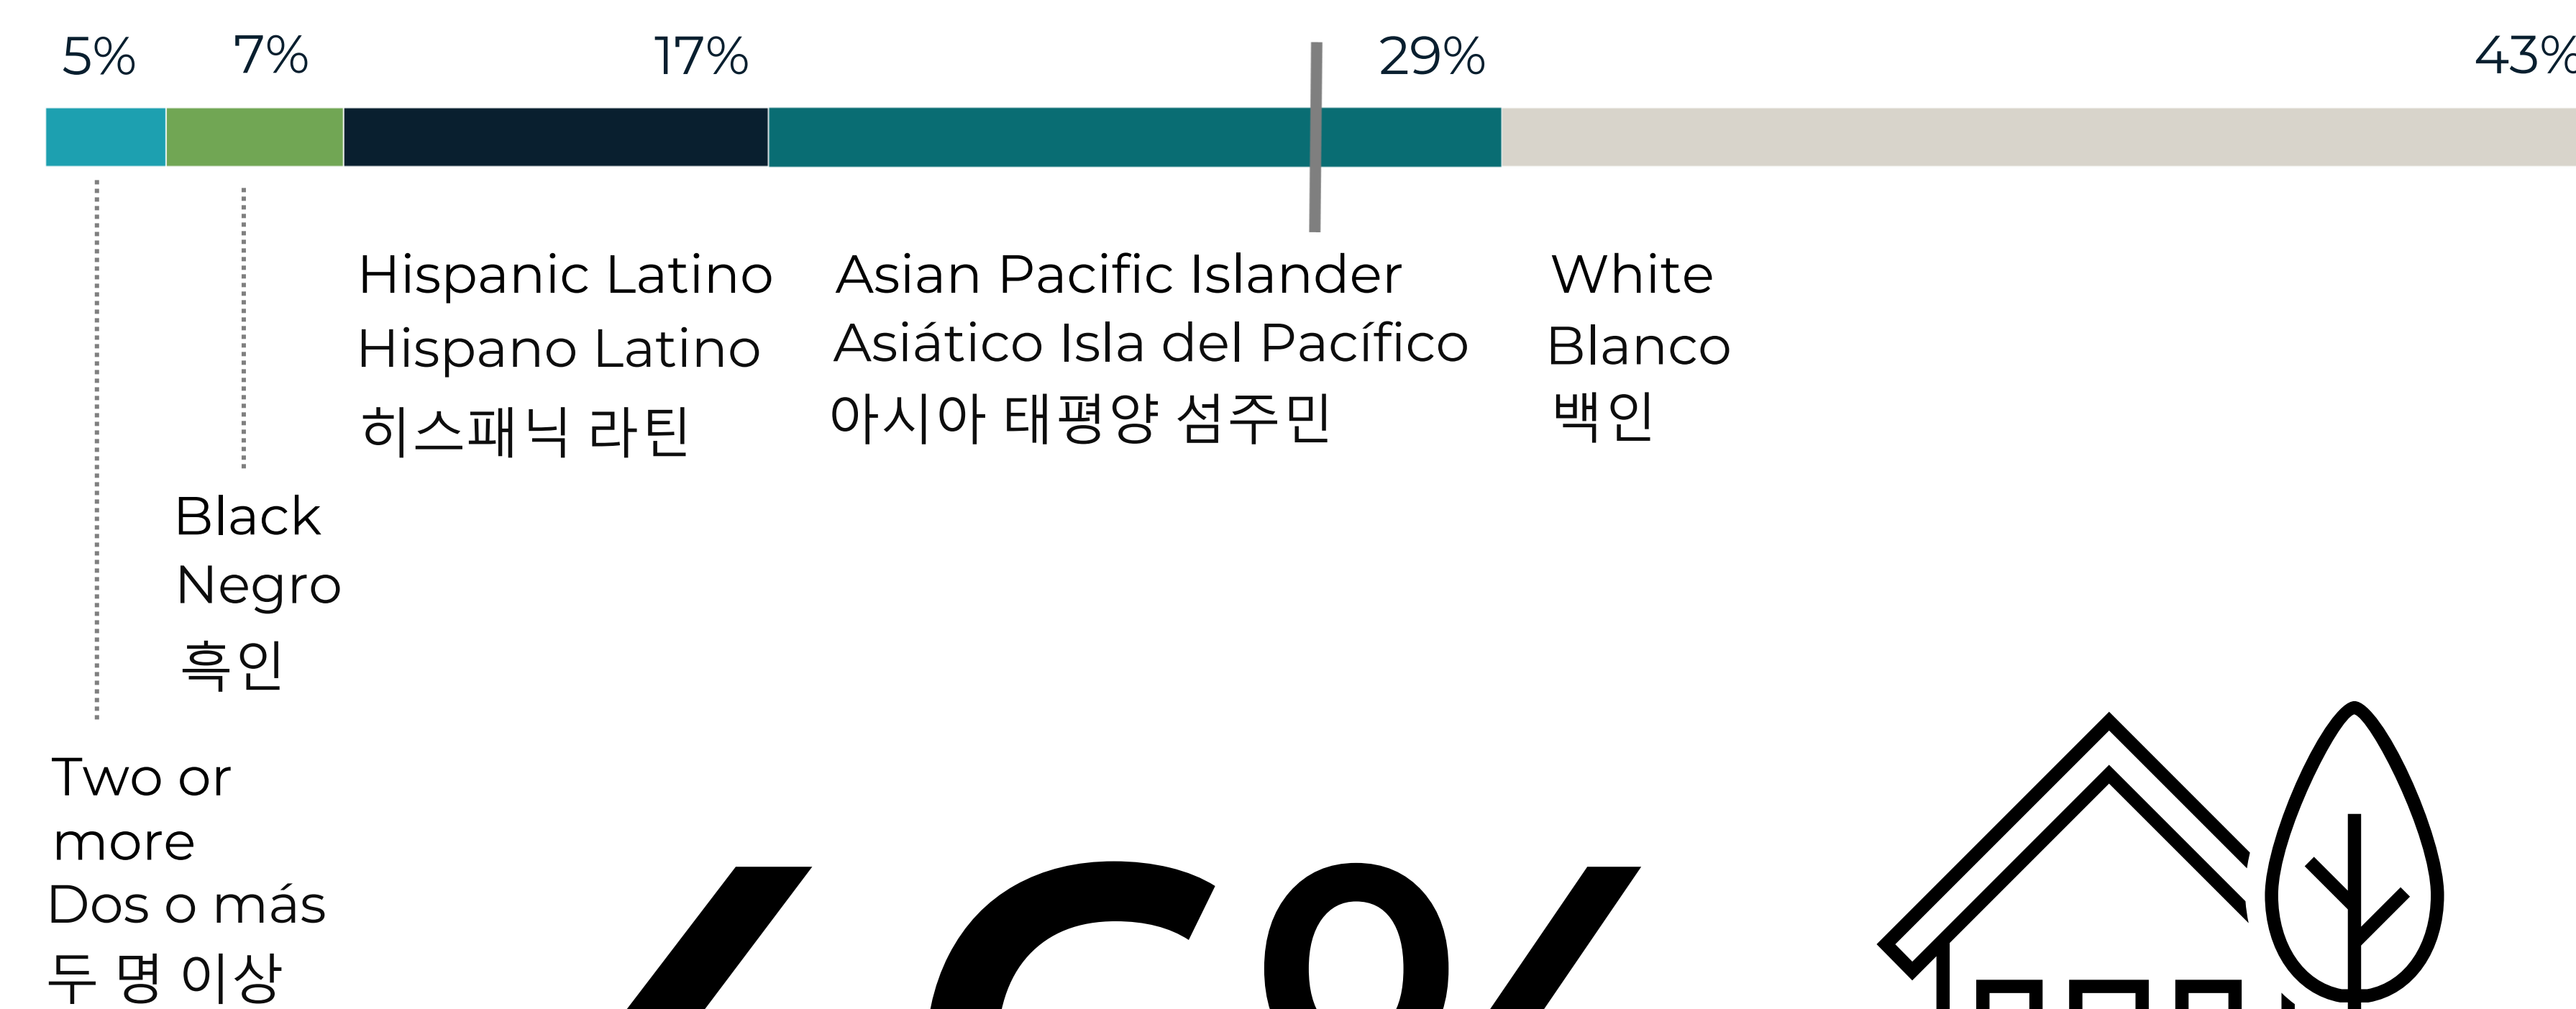 5% 7% 17% 29% 43%
Hispanic Latino
Hispano Latino
히스패닉 라틴
Asian Pacific Islander
Asiático Isla del Pacífico
아시아 태평양 섬주민
White
Blanco
백인
Black
Negro
흑인
Two or
more
Dos o más
두 명 이상